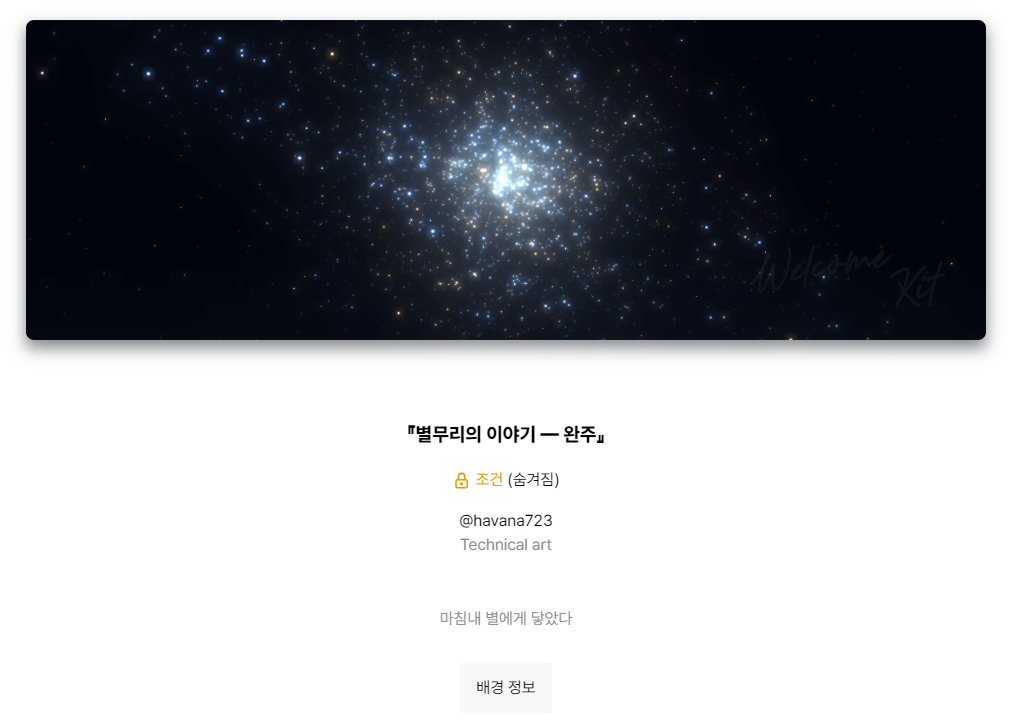 Welcome
Kit
『별무리의 이야기 — 완주』
조건 (숨겨짐)
@havana723
Technical art
마침내 별에게 닿았다
배경 정보